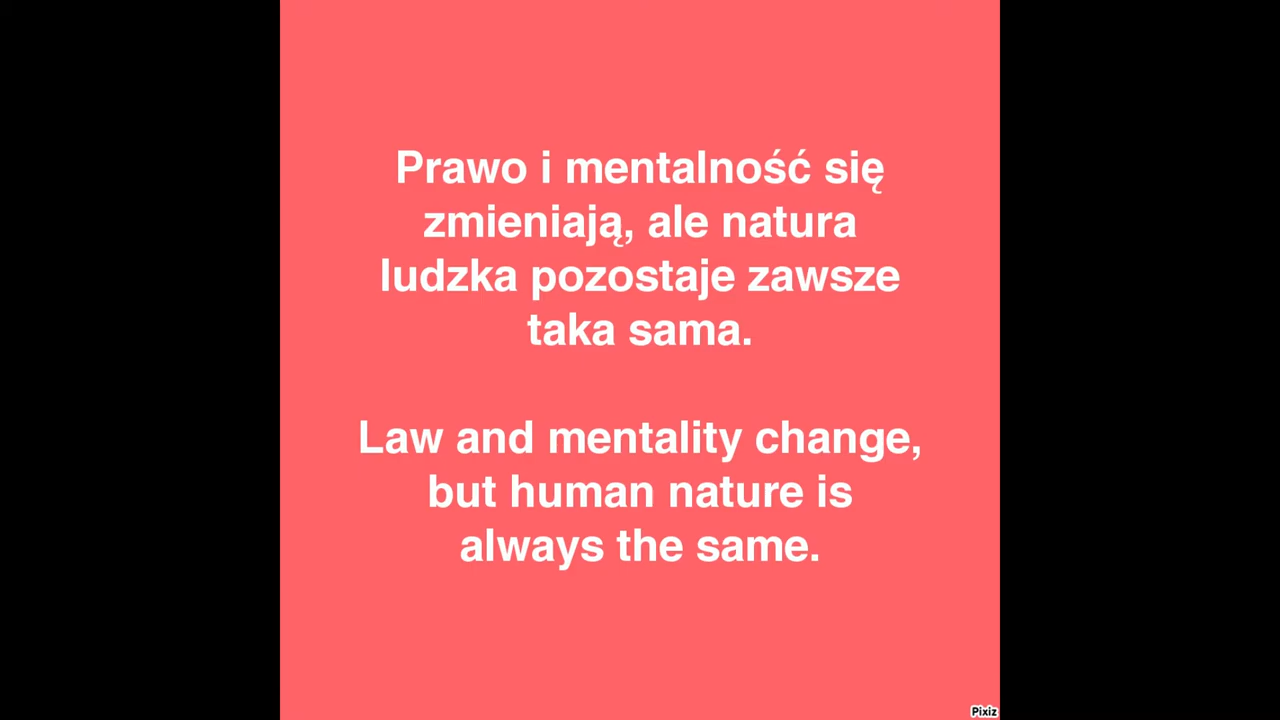 Prawo i mentalność się
zmieniają, ale natura
ludzka pozostaje zawsze
taka sama.
Law and mentality change,
but human nature is
always the same.
Pixiz